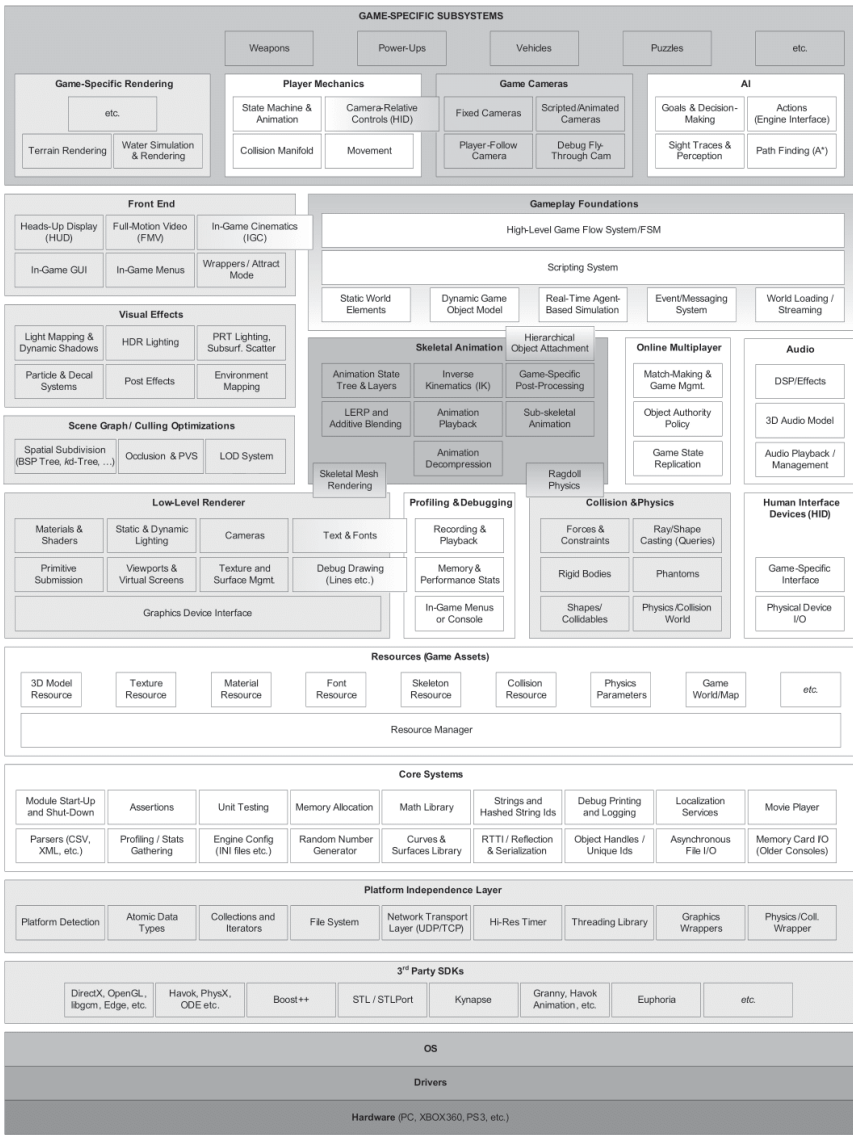 GAME-SPECIFIC SUBSYSTEMS
Weapons
Power-Ups
Vehicles
Puzzles
etc.
Game-Specific Rendering
etc.
Terrain Rendering
Water Simulation
& Rendering
Player Mechanics
State Machine &
Animation
Camera-Relative
Controls (HID)
Collision Manifold
Movement
Game Cameras
Fixed Cameras
Scripted/Animated
Cameras
Player-Follow
Camera
Debug Fly-
Through Cam
AI
Goals & Decision-
Making
Actions
(Engine Interface)
Sight Traces &
Perception
Path Finding (A*)
Front End
Heads-Up Display
(HUD)
Full-Motion Video
(FMV)
In-Game Cinematics
(IGC)
In-Game GUI
In-Game Menus
Wrappers / Attract
Mode
Gameplay Foundations
High-Level Game Flow System/FSM
Scripting System
Static World
Elements
Dynamic Game
Object Model
Real-Time Agent-
Based Simulation
Event/Messaging
System
World Loading /
Streaming
Visual Effects
Light Mapping &
Dynamic Shadows
HDR Lighting
PRT Lighting,
Subsurf. Scatter
Particle & Decal
Systems
Post Effects
Environment
Mapping
Skeletal Animation
Hierarchical
Object Attachment
Animation State
Tree & Layers
Inverse
Kinematics (IK)
Game-Specific
Post-Processing
LERP and
Additive Blending
Animation
Playback
Sub-skeletal
Animation
Animation
Decompression
Online Multiplayer
Match-Making &
Game Mgmt.
Object Authority
Policy
Game State
Replication
Audio
DSP/Effects
3D Audio Model
Audio Playback /
Management
Scene Graph / Culling Optimizations
Spatial Subdivision
(BSP Tree, kd-Tree, …)
Occlusion & PVS
LOD System
Skeletal Mesh
Rendering
Ragdoll
Physics
Low-Level Renderer
Materials &
Shaders
Static & Dynamic
Lighting
Cameras
Text & Fonts
Primitive
Submission
Viewports &
Virtual Screens
Texture and
Surface Mgmt.
Debug Drawing
(Lines etc.)
Graphics Device Interface
Profiling & Debugging
Recording &
Playback
Memory &
Performance Stats
In-Game Menus
or Console
Collision & Physics
Forces &
Constraints
Ray/Shape
Casting (Queries)
Rigid Bodies
Phantoms
Shapes/
Collidables
Physics/Collision
World
Human Interface
Devices (HID)
Game-Specific
Interface
Physical Device
I/O
Resources (Game Assets)
3D Model
Resource
Texture
Resource
Material
Resource
Font
Resource
Skeleton
Resource
Collision
Resource
Physics
Parameters
Game
World/Map
etc.
Resource Manager
Core Systems
Module Start-Up
and Shut-Down
Assertions
Unit Testing
Memory Allocation
Math Library
Strings and
Hashed String Ids
Debug Printing
and Logging
Localization
Services
Movie Player
Parsers (CSV,
XML, etc.)
Profiling / Stats
Gathering
Engine Config
(INI files etc.)
Random Number
Generator
Curves &
Surfaces Library
RTTI / Reflection
& Serialization
Object Handles /
Unique Ids
Asynchronous
File I/O
Memory Card I/O
(Older Consoles)
Platform Independence Layer
Platform Detection
Atomic Data
Types
Collections and
Iterators
File System
Network Transport
Layer (UDP/TCP)
Hi-Res Timer
Threading Library
Graphics
Wrappers
Physics/Coll.
Wrapper
3rd Party SDKs
DirectX, OpenGL,
libgcm, Edge, etc.
Havok, PhysX,
ODE etc.
Boost++
STL / STLPort
Kynapse
Granny, Havok
Animation, etc.
Euphoria
etc.
OS
Drivers
Hardware (PC, XBOX360, PS3, etc.)